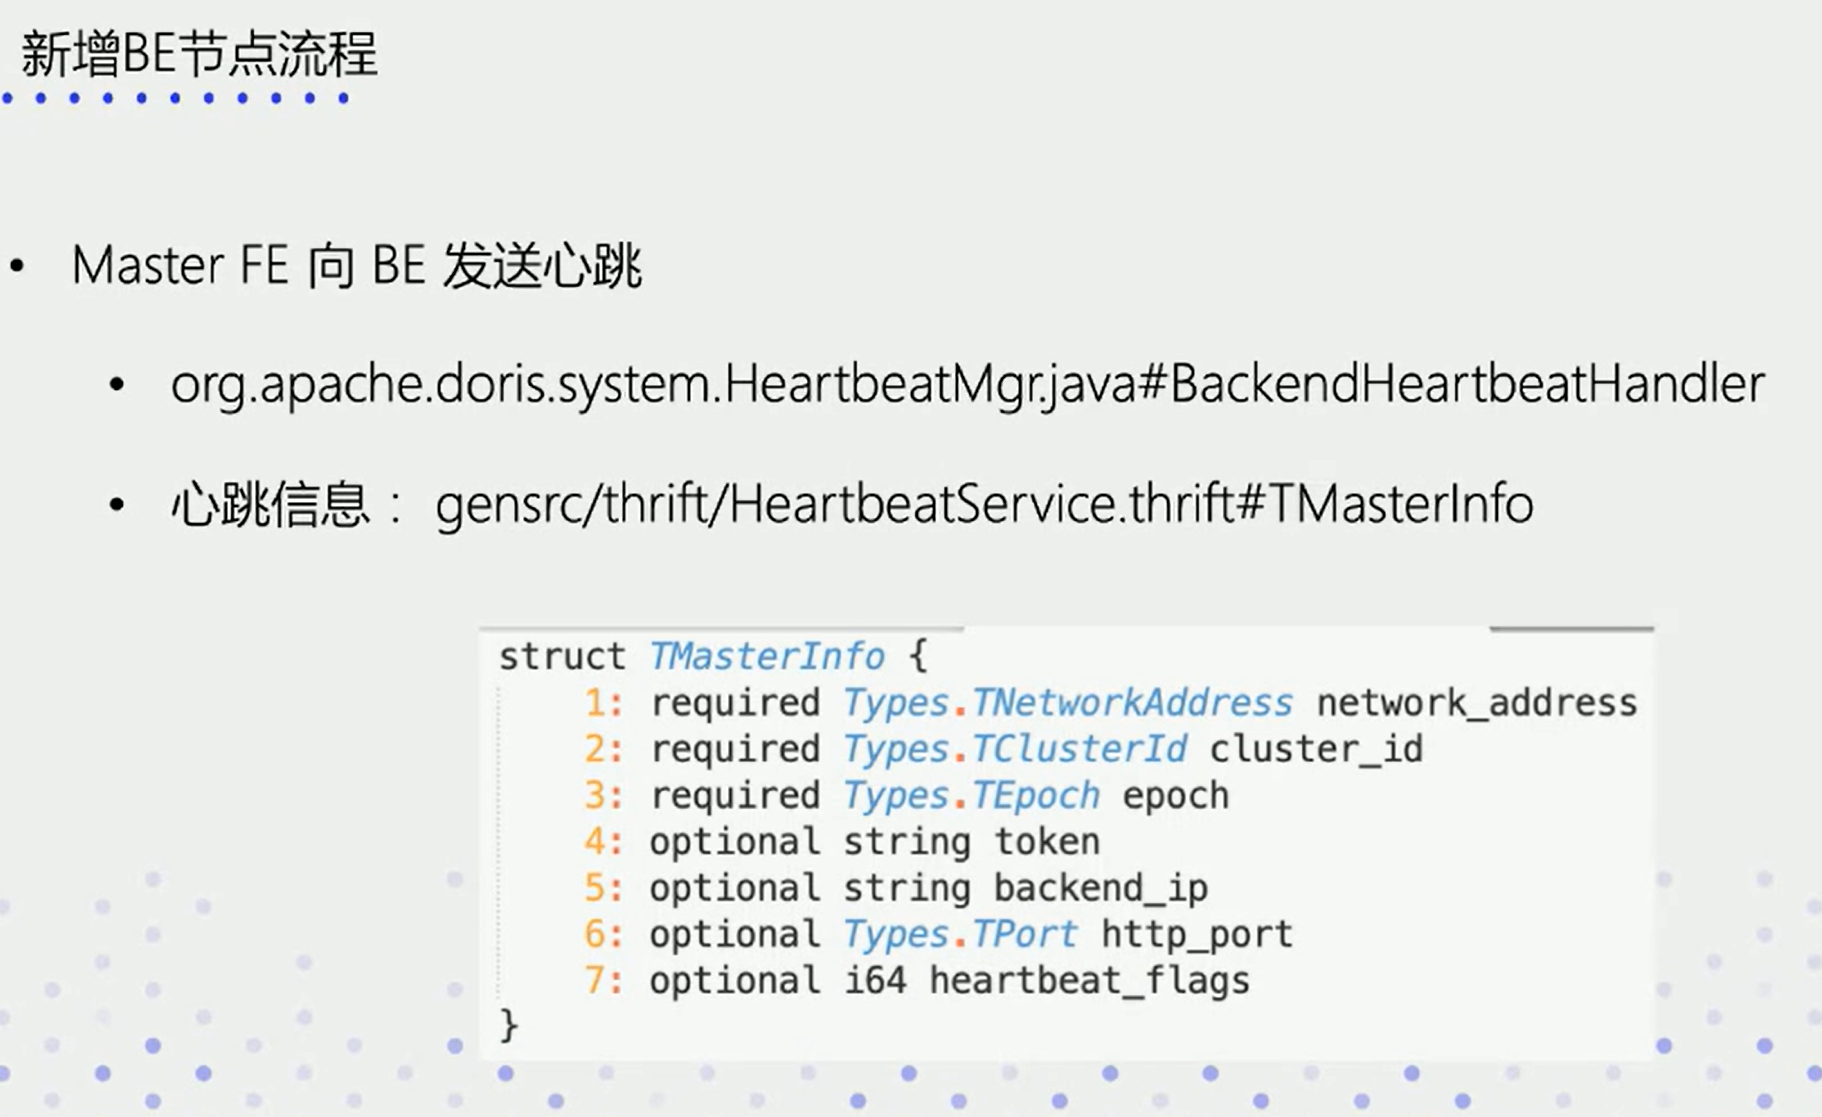 新增BE节点流程
• Master FE 向 BE 发送心跳
• org.apache.doris.system.HeartbeatMgr.java#BackendHeartbeatHandler
• 心跳信息： gensrc/thrift/HeartbeatService.thrift#TMasterInfo
struct TMasterInfo {
1: required Types.TNetworkAddress network_address
2: required Types.TClusterId cluster_id
3: required Types.TEpoch epoch
4: optional string token
5: optional string backend_ip
6: optional Types.TPort http_port
7: optional i64 heartbeat_flags
}